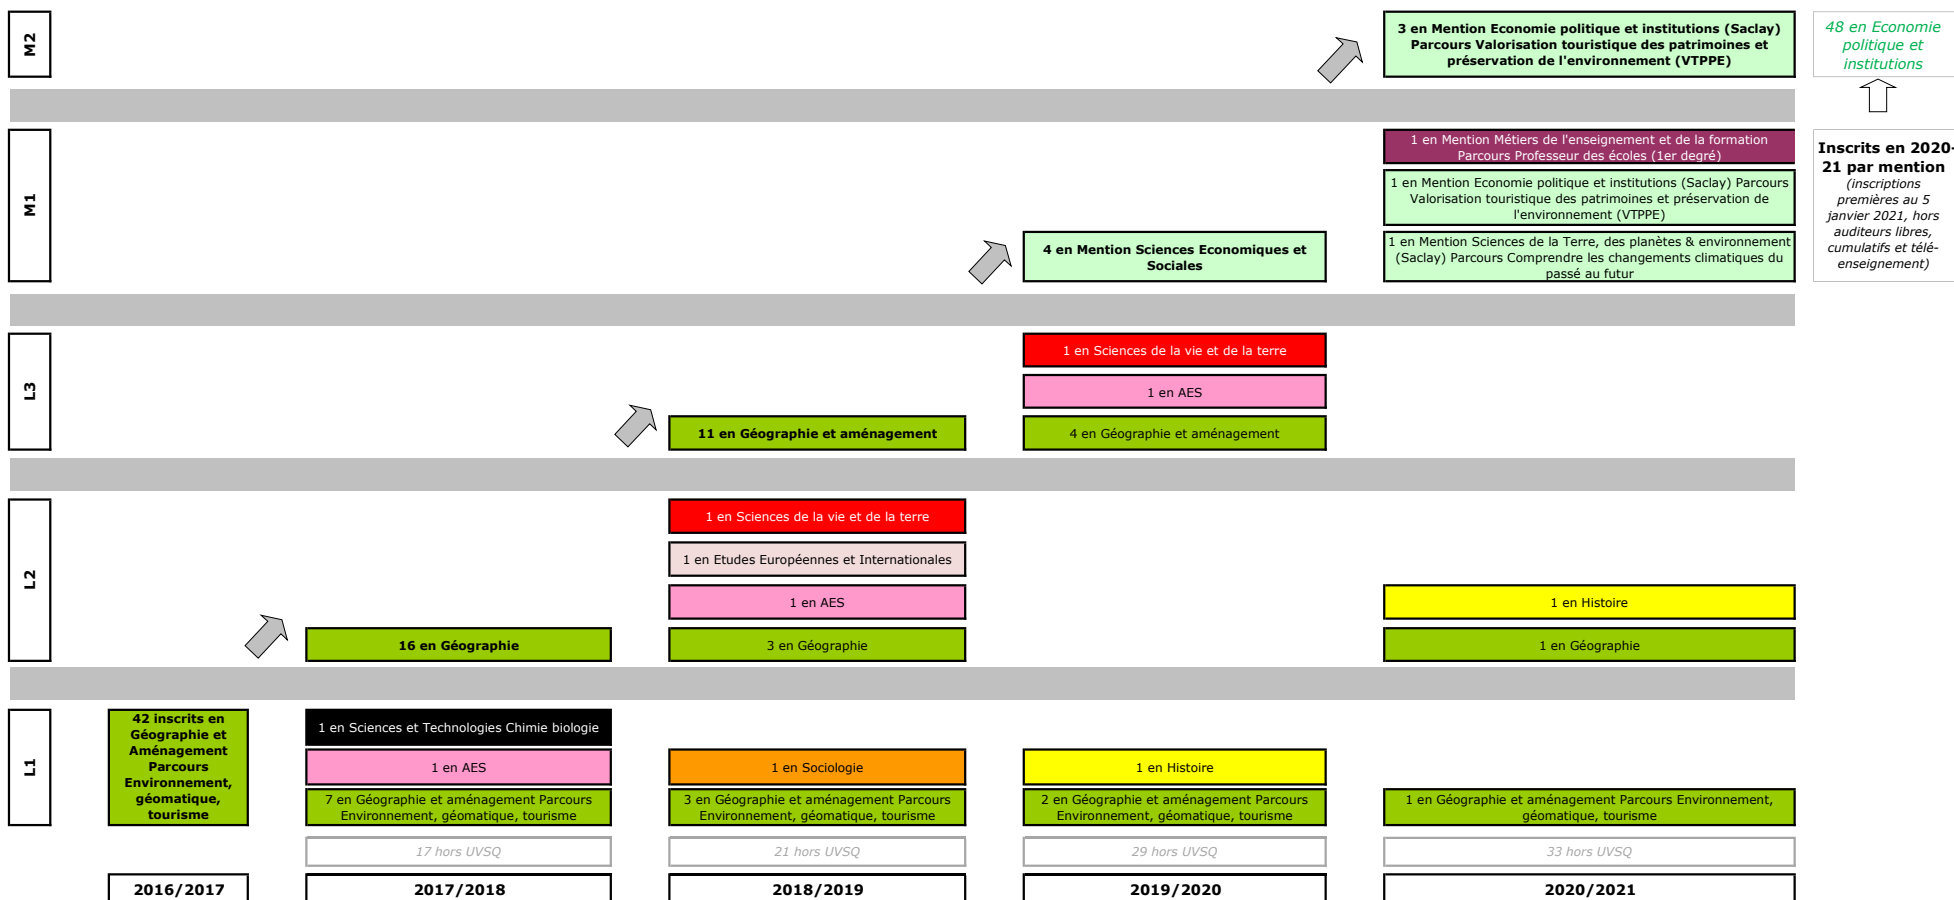 M2
3 en Mention Economie politique et institutions (Saclay)
Parcours Valorisation touristique des patrimoines et
préservation de l'environnement (VTPPE)
48 en Economie
politique et
institutions
M1
1 en Mention Métiers de l'enseignement et de la formation
Parcours Professeur des écoles (1er degré)
1 en Mention Economie politique et institutions (Saclay) Parcours
Valorisation touristique des patrimoines et préservation de
l'environnement (VTPPE)
4 en Mention Sciences Economiques et
Sociales
1 en Mention Sciences de la Terre, des planètes & environnement
(Saclay) Parcours Comprendre les changements climatiques du
passé au futur
Inscrits en 2020-
21 par mention
(inscriptions
premières au 5
janvier 2021, hors
auditeurs libres,
cumulatifs et télé-
enseignement)
L3
1 en Sciences de la vie et de la terre
1 en AES
11 en Géographie et aménagement
4 en Géographie et aménagement
L2
1 en Sciences de la vie et de la terre
1 en Etudes Européennes et Internationales
1 en AES
1 en Histoire
16 en Géographie
3 en Géographie
1 en Géographie
L1
42 inscrits en
Géographie et
Aménagement
Parcours
Environnement,
géomatique,
tourisme
1 en Sciences et Technologies Chimie biologie
1 en AES
1 en Sociologie
1 en Histoire
7 en Géographie et aménagement Parcours
Environnement, géomatique, tourisme
3 en Géographie et aménagement Parcours
Environnement, géomatique, tourisme
2 en Géographie et aménagement Parcours
Environnement, géomatique, tourisme
1 en Géographie et aménagement Parcours Environnement,
géomatique, tourisme
17 hors UVSQ
21 hors UVSQ
29 hors UVSQ
33 hors UVSQ
2016/2017
2017/2018
2018/2019
2019/2020
2020/2021